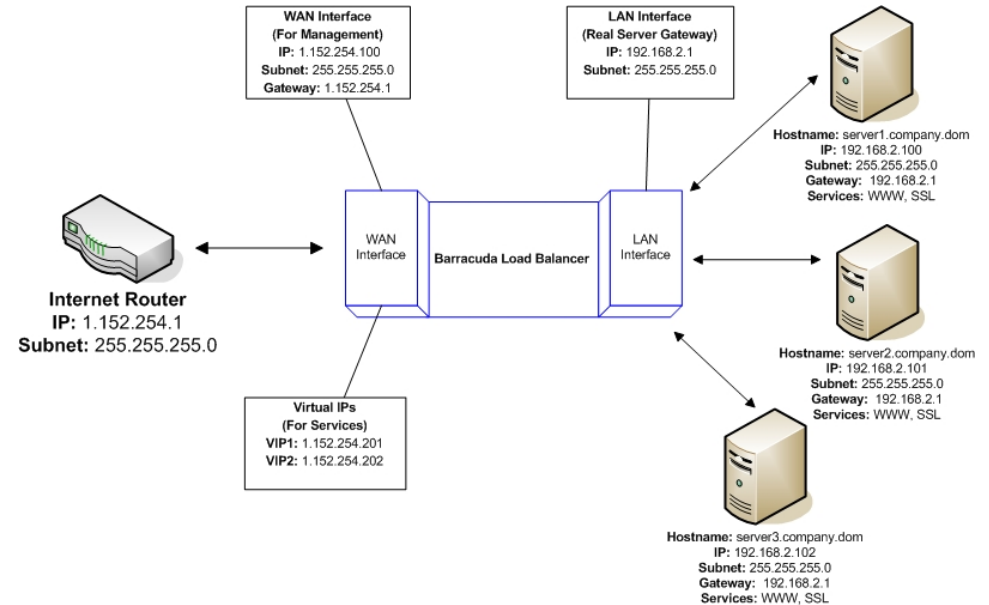 WAN Interface
(For Management)
IP: 1.152.254.100
Subnet: 255.255.255.0
Gateway: 1.152.254.1
LAN Interface
(Real Server Gateway)
IP: 192.168.2.1
Subnet: 255.255.255.0
Hostname: server1.company.dom
IP: 192.168.2.100
Subnet: 255.255.255.0
Gateway: 192.168.2.1
Services: WWW, SSL
WAN
Interface
Barracuda Load Balancer
LAN
Interface
Internet Router
IP: 1.152.254.1
Subnet: 255.255.255.0
Hostname: server2.company.dom
IP: 192.168.2.101
Subnet: 255.255.255.0
Gateway: 192.168.2.1
Services: WWW, SSL
Virtual IPs
(For Services)
VIP1: 1.152.254.201
VIP2: 1.152.254.202
Hostname: server3.company.dom
IP: 192.168.2.102
Subnet: 255.255.255.0
Gateway: 192.168.2.1
Services: WWW, SSL